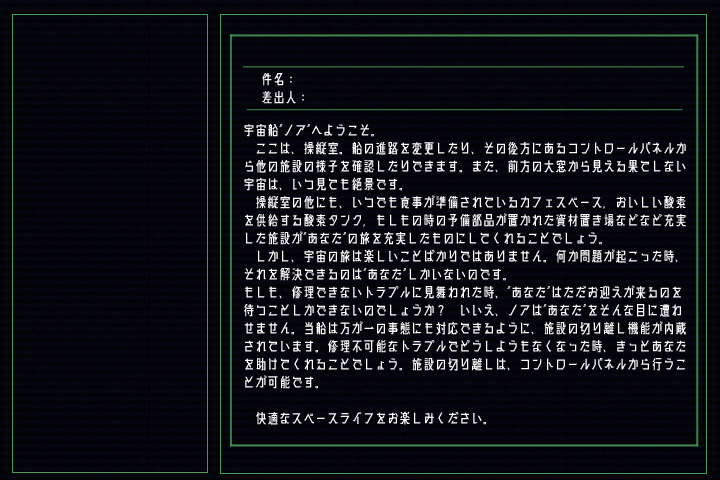 件名：
差出人：
宇宙船'ノア'へようこそ。
　ここは、操縦室。船の進路を変更したり、その後方にあるコントロールパネルか
ら他の施設の様子を確認したりできます。また、前方の大窓から見える果てしない
宇宙は、いつ見ても絶景です。
　操縦室の他にも、いつでも食事が準備されているカフェスペース, おいしい酸素
を供給する酸素タンク, もしもの時の予備部品が置かれた資材置き場などなど充実
した施設が'あなた'の旅を充実したものにしてくれることでしょう。
　しかし、宇宙の旅は楽しいことばかりではありません。何か問題が起こった時、
それを解決できるのは'あなた'しかいないのです。
もしも、修理できないトラブルに見舞われた時、'あなた'はただお迎えが来るのを
待つことしかできないのでしょうか？　いいえ、ノアは'あなた'をそんな目に遭わ
せません。当船は万が一の事態にも対応できるように、施設の切り離し機能が内蔵
されています。修理不可能なトラブルでどうしようもなくなった時、きっとあなた
を助けてくれることでしょう。施設の切り離しは、コントロールパネルから行うこ
とが可能です。
　快適なスペースライフをお楽しみください。